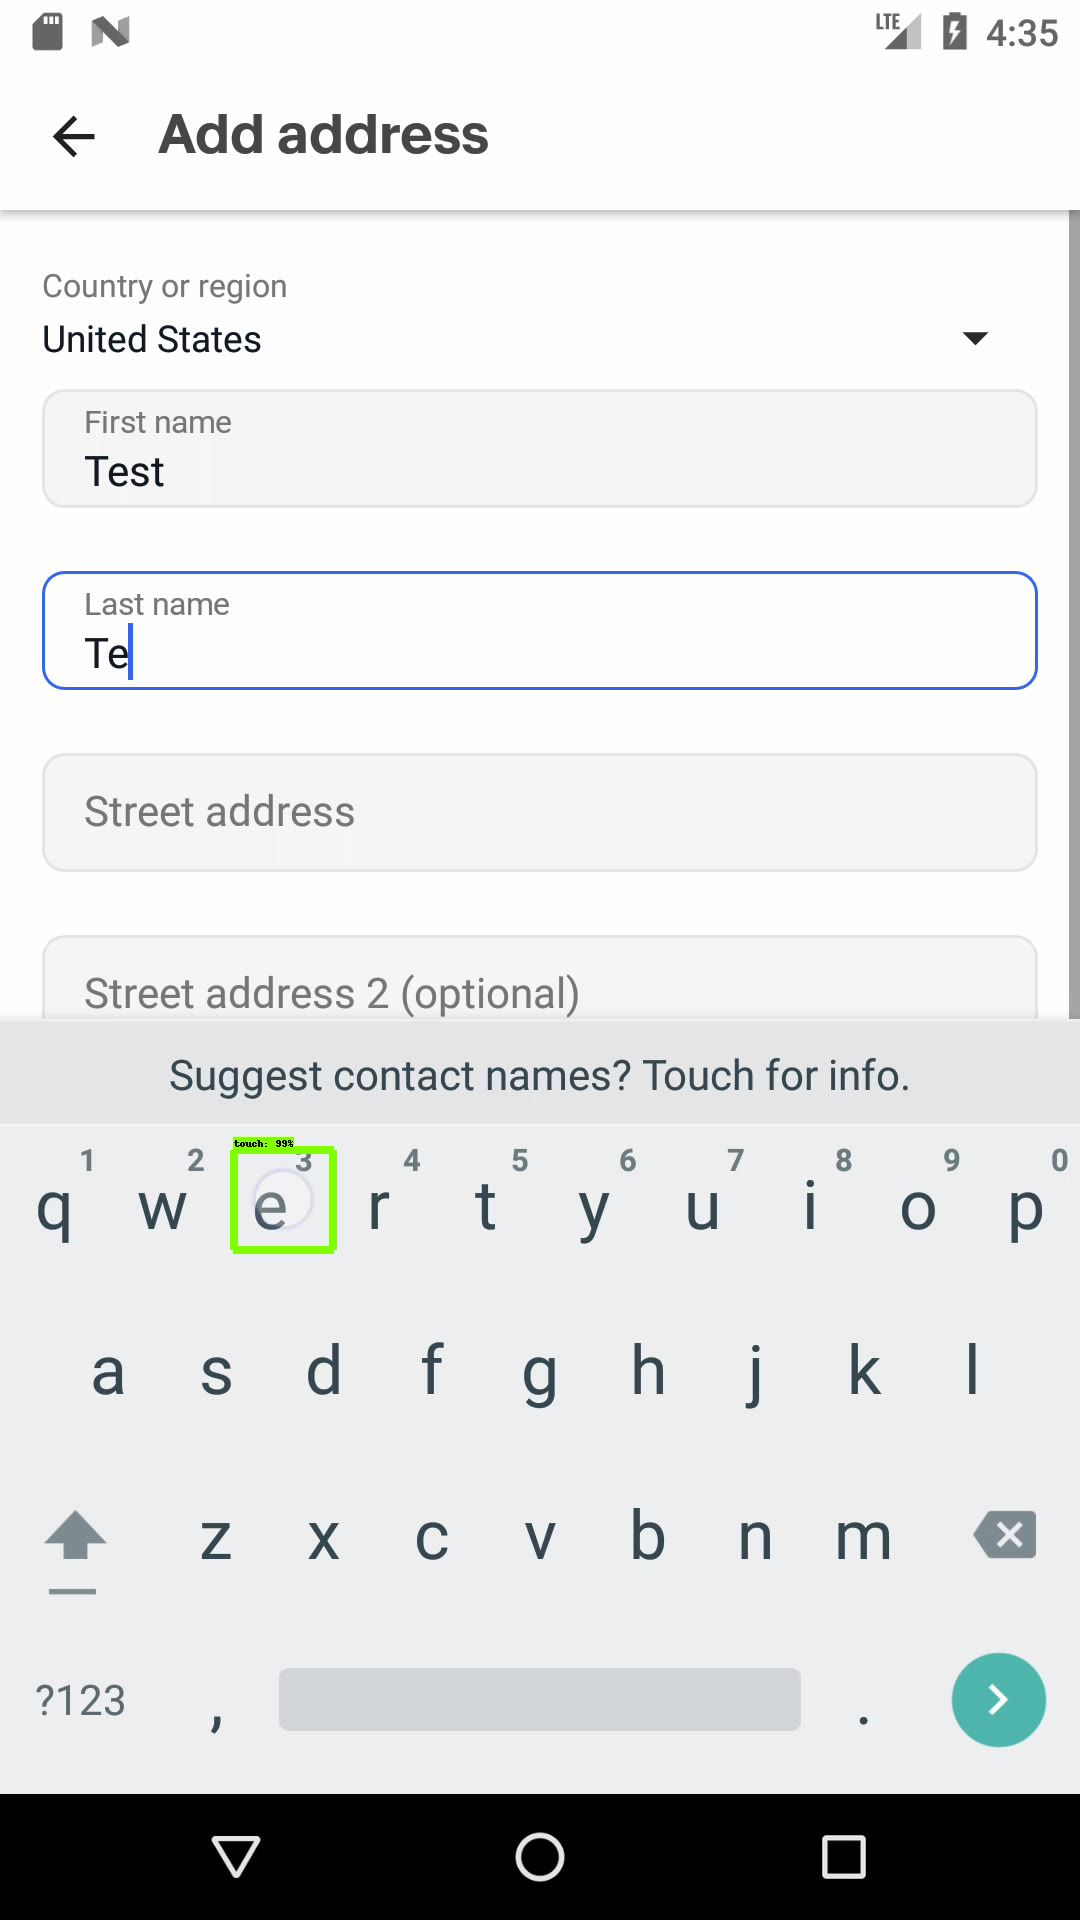 LTE 4:35
Add address
Country or region
United States
First name
Test
Last name
Te
Street address
Street address 2 (optional)
Suggest contact names? Touch for info.
touch: 99%
1 2 3 4 5 6 7 8 9 0
q w e r t y u i o p
a s d f g h j k l
z x c v b n m
?123 , .